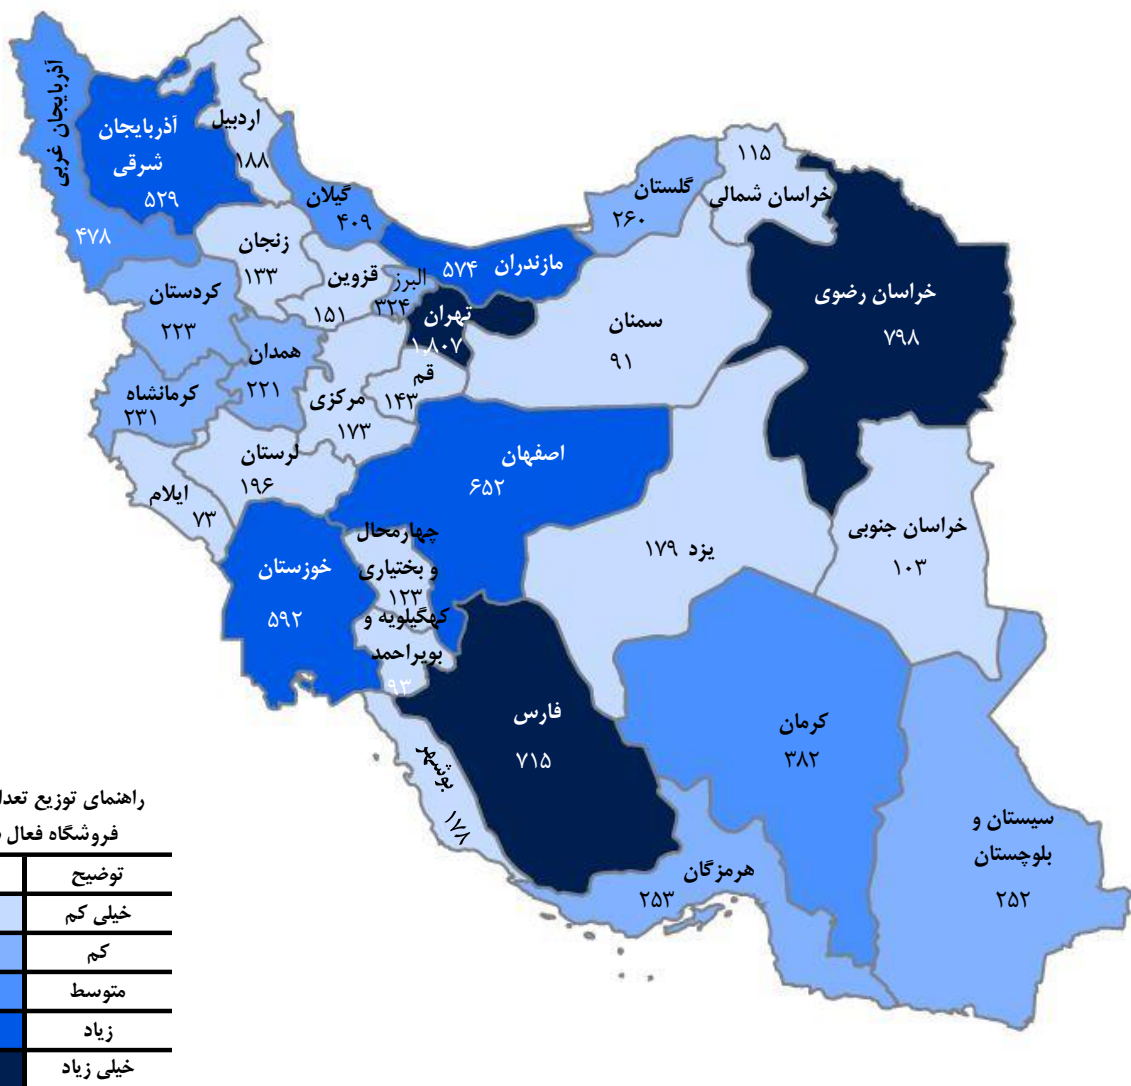 آذربایجان غربی
۴۷۸
آذربایجان
شرقی
۵۲۹
اردبیل
۱۸۸
گیلان
۴۰۹
زنجان
۱۳۳
قزوین
۱۵۱
البرز
۳۲۴
تهران
۱,۸۰۷
مازندران ۵۷۴
گلستان
۲۶۰
۱۱۵
خراسان شمالی
خراسان رضوی
۷۹۸
سمنان
۹۱
کردستان
۲۲۳
همدان
۲۲۱
کرمانشاه
۲۳۱
مرکزی
۱۷۳
قم
۱۴۳
لرستان
۱۹۶
ایلام
۷۳
اصفهان
۶۵۲
چهارمحال
و بختیاری
۱۲۳
خوزستان
۵۹۲
کهگیلویه و
بویراحمد
۹۳
یزد ۱۷۹
خراسان جنوبی
۱۰۳
فارس
۷۱۵
کرمان
۳۸۲
بوشهر
۱۷۸
هرمزگان
۲۵۳
سیستان و
بلوچستان
۲۵۲
راهنمای توزیع
فروشگاه فعال
توضیح
خیلی کم
کم
متوسط
زیاد
خیلی زیاد